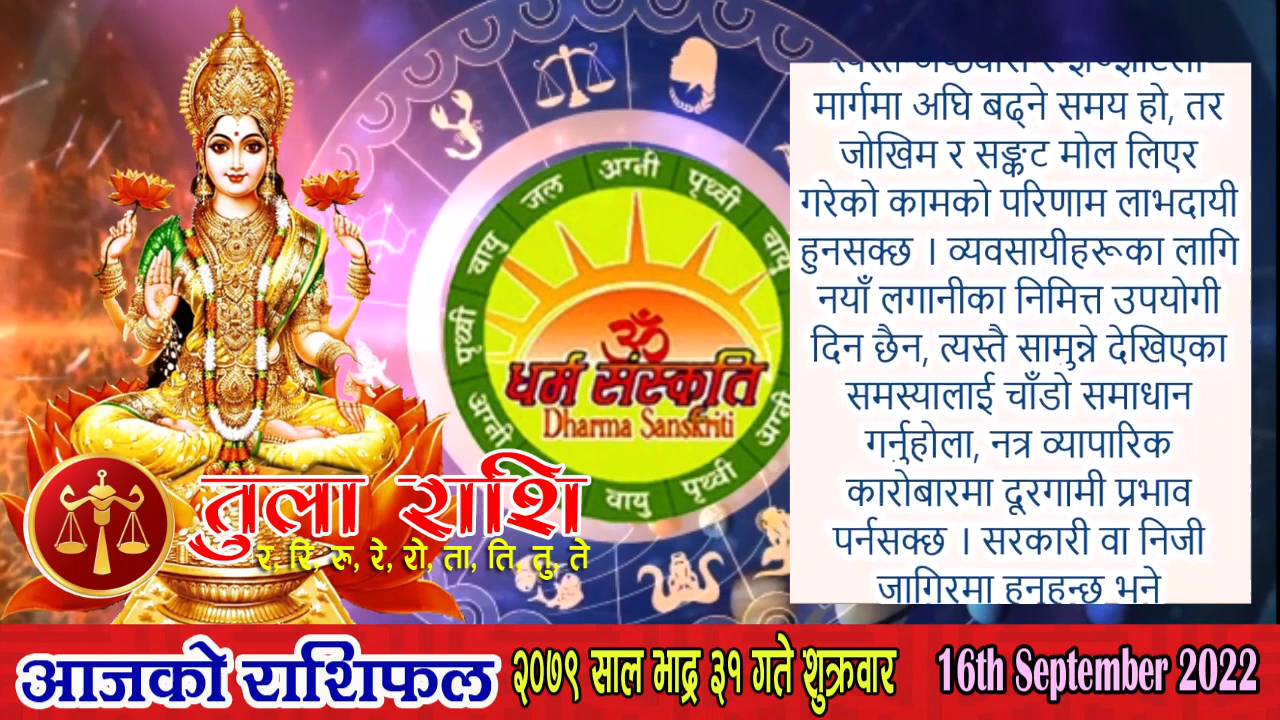 मार्गमा अघि बढ्ने समय हो, तर
जोखिम र सङ्कट मोल लिएर
गरेको कामको परिणाम लाभदायी
हुनसक्छ । व्यवसायीहरूका लागि
नयाँ लगानीका निमित्त उपयोगी
दिन छैन, त्यस्तै सामुन्ने देखिएका
समस्यालाई चाँडो समाधान
गर्नुहोला, नत्र व्यापारिक
कारोबारमा दूरगामी प्रभाव
पर्नसक्छ । सरकारी वा निजी
जागिरमा हुनुहुन्छ भने
अग्नी
पृथ्वी
वायु
अग्नी
पृथ्वी
वायु
अग्नी
पृथ्वी
वायु
जल
ॐ
धर्म संस्कृति
Dharma Sanskriti
तुला राशि
र, रि, रू, रे, रो, ता, ति, तु, ते
आजको राशिफल
२०७९ साल भाद्र ३१ गते शुक्रवार
16th September 2022